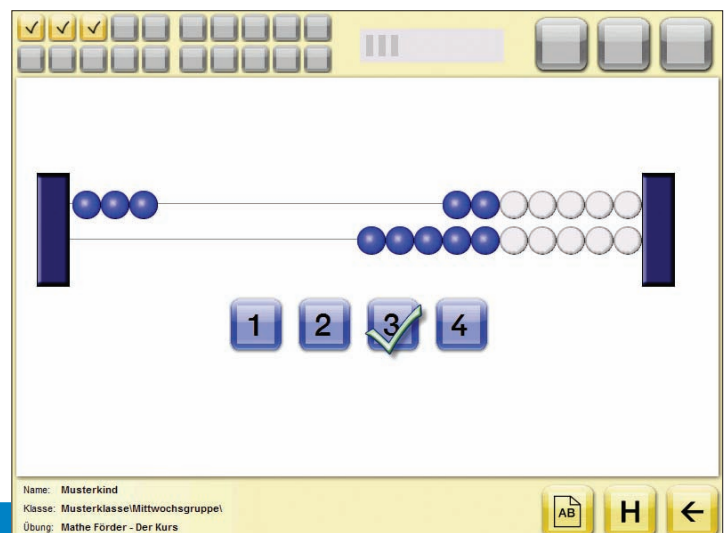 1 2 3 4
Name: Musterkind
Klasse: Musterklasse\Mittwochsgruppe\
Übung: Mathe Förder - Der Kurs
AB H